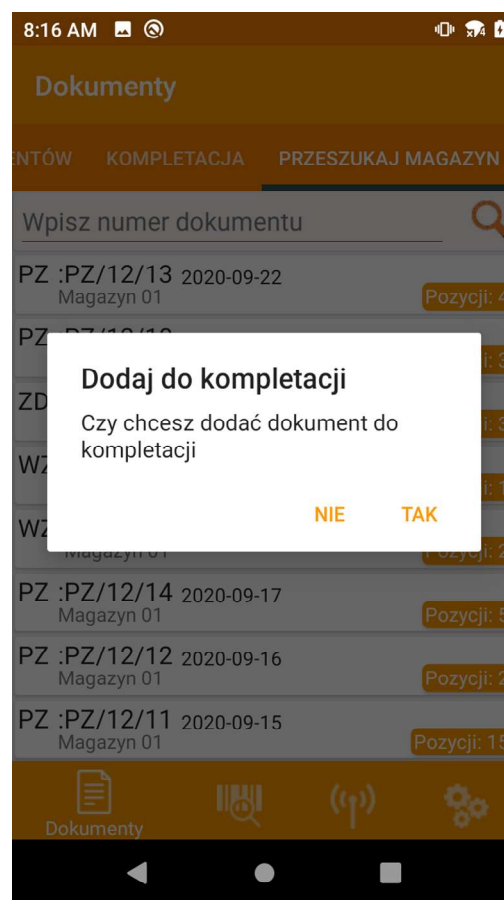 8:16 AM
Dokumenty
ENTÓW KOMPLETACJA PRZESZUKAJ MAGAZYN
Wpisz numer dokumentu
PZ :PZ/12/13 2020-09-22
Magazyn 01 Pozycji: 4
PZ
Dodaj do kompletacji
ZD
Czy chcesz dodać dokument do
kompletacji
WZ
NIE TAK
WZ
Magazyn 01 Pozycji: 2
PZ :PZ/12/14 2020-09-17
Magazyn 01 Pozycji: 5
PZ :PZ/12/12 2020-09-16
Magazyn 01 Pozycji: 2
PZ :PZ/12/11 2020-09-15
Magazyn 01 Pozycji: 15
Dokumenty